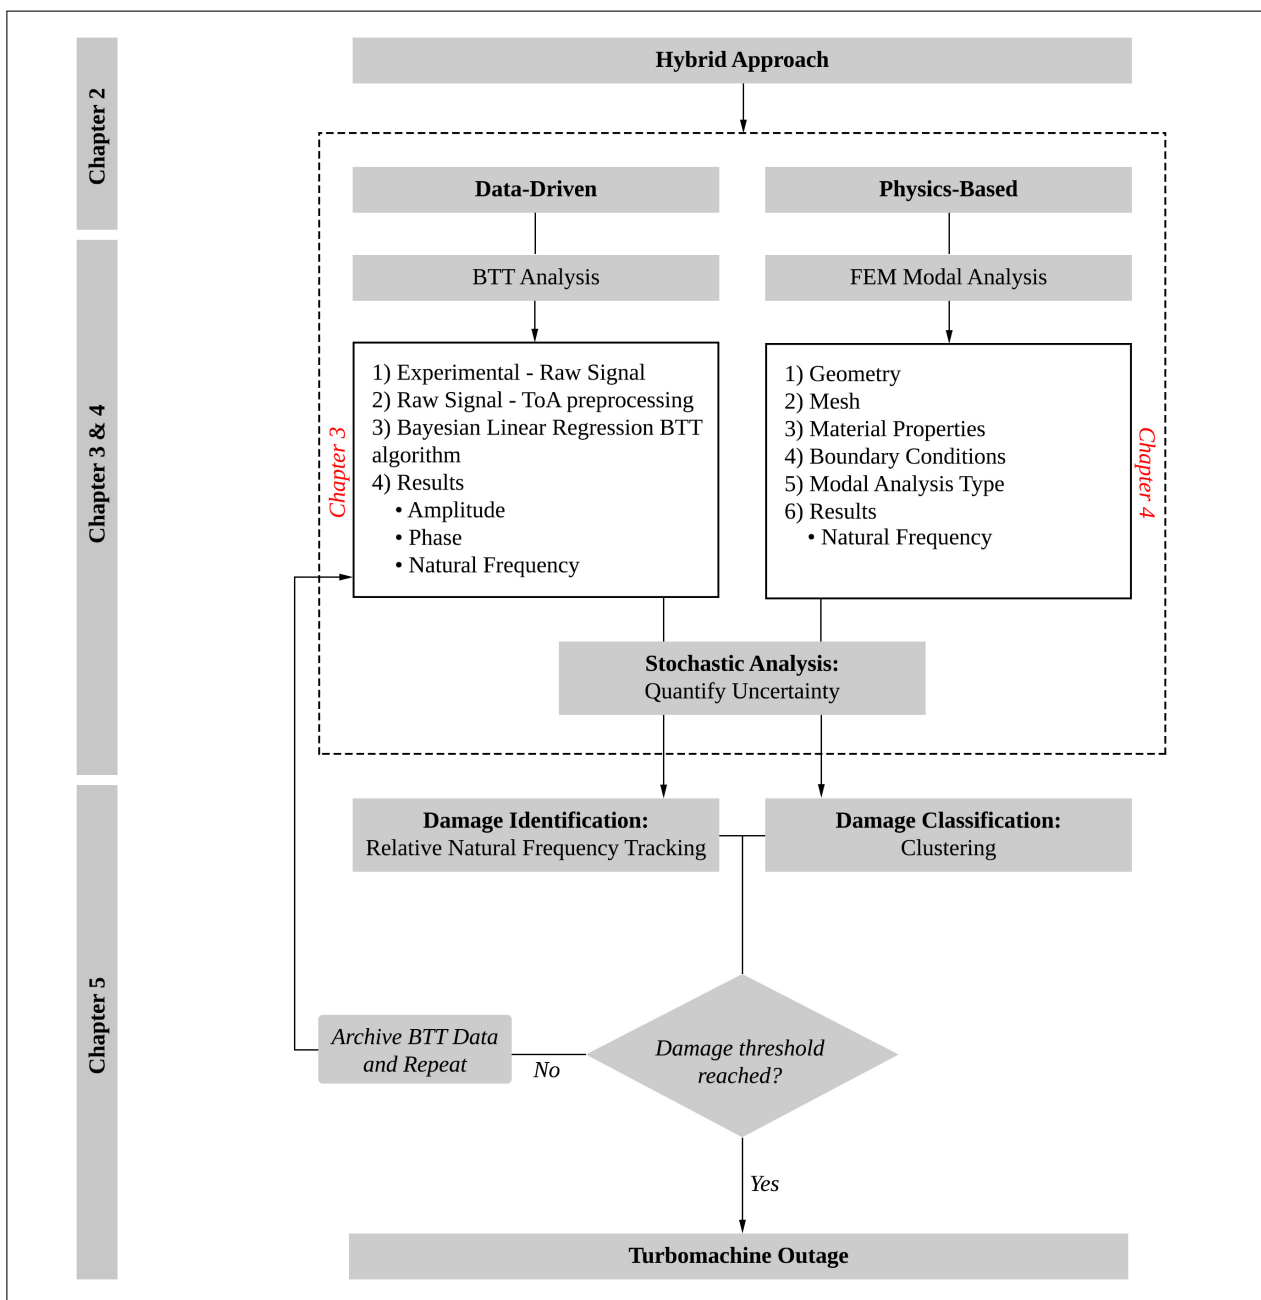 Chapter 2
Hybrid Approach
Data-Driven
Physics-Based
Chapter 3 & 4
BTT Analysis
FEM Modal Analysis
Chapter 3
1) Experimental - Raw Signal
2) Raw Signal - ToA preprocessing
3) Bayesian Linear Regression BTT
algorithm
4) Results
• Amplitude
• Phase
• Natural Frequency
1) Geometry
2) Mesh
3) Material Properties
4) Boundary Conditions
5) Modal Analysis Type
6) Results
• Natural Frequency
Chapter 4
Stochastic Analysis:
Quantify Uncertainty
Chapter 5
Damage Identification:
Relative Natural Frequency Tracking
Damage Classification:
Clustering
Archive BTT Data
and Repeat
No
Damage threshold
reached?
Yes
Turbomachine Outage